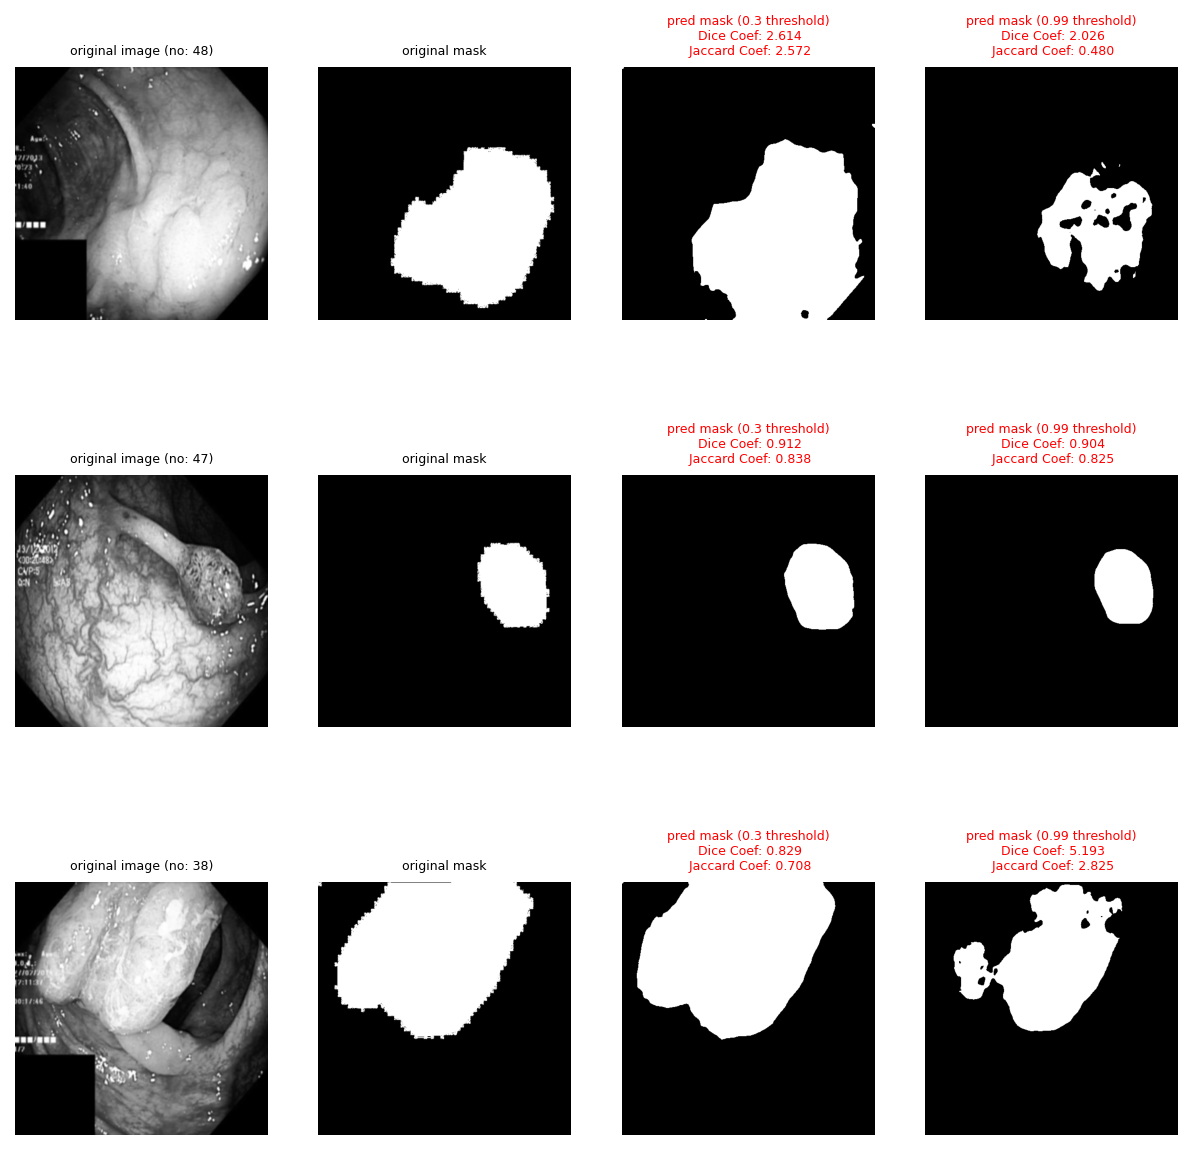 original image (no: 48)
original mask
pred mask (0.3 threshold)
Dice Coef: 2.614
Jaccard Coef: 2.572
pred mask (0.99 threshold)
Dice Coef: 2.026
Jaccard Coef: 0.480
original image (no: 47)
original mask
pred mask (0.3 threshold)
Dice Coef: 0.912
Jaccard Coef: 0.838
pred mask (0.99 threshold)
Dice Coef: 0.904
Jaccard Coef: 0.825
original image (no: 38)
original mask
pred mask (0.3 threshold)
Dice Coef: 0.829
Jaccard Coef: 0.708
pred mask (0.99 threshold)
Dice Coef: 5.193
Jaccard Coef: 2.825